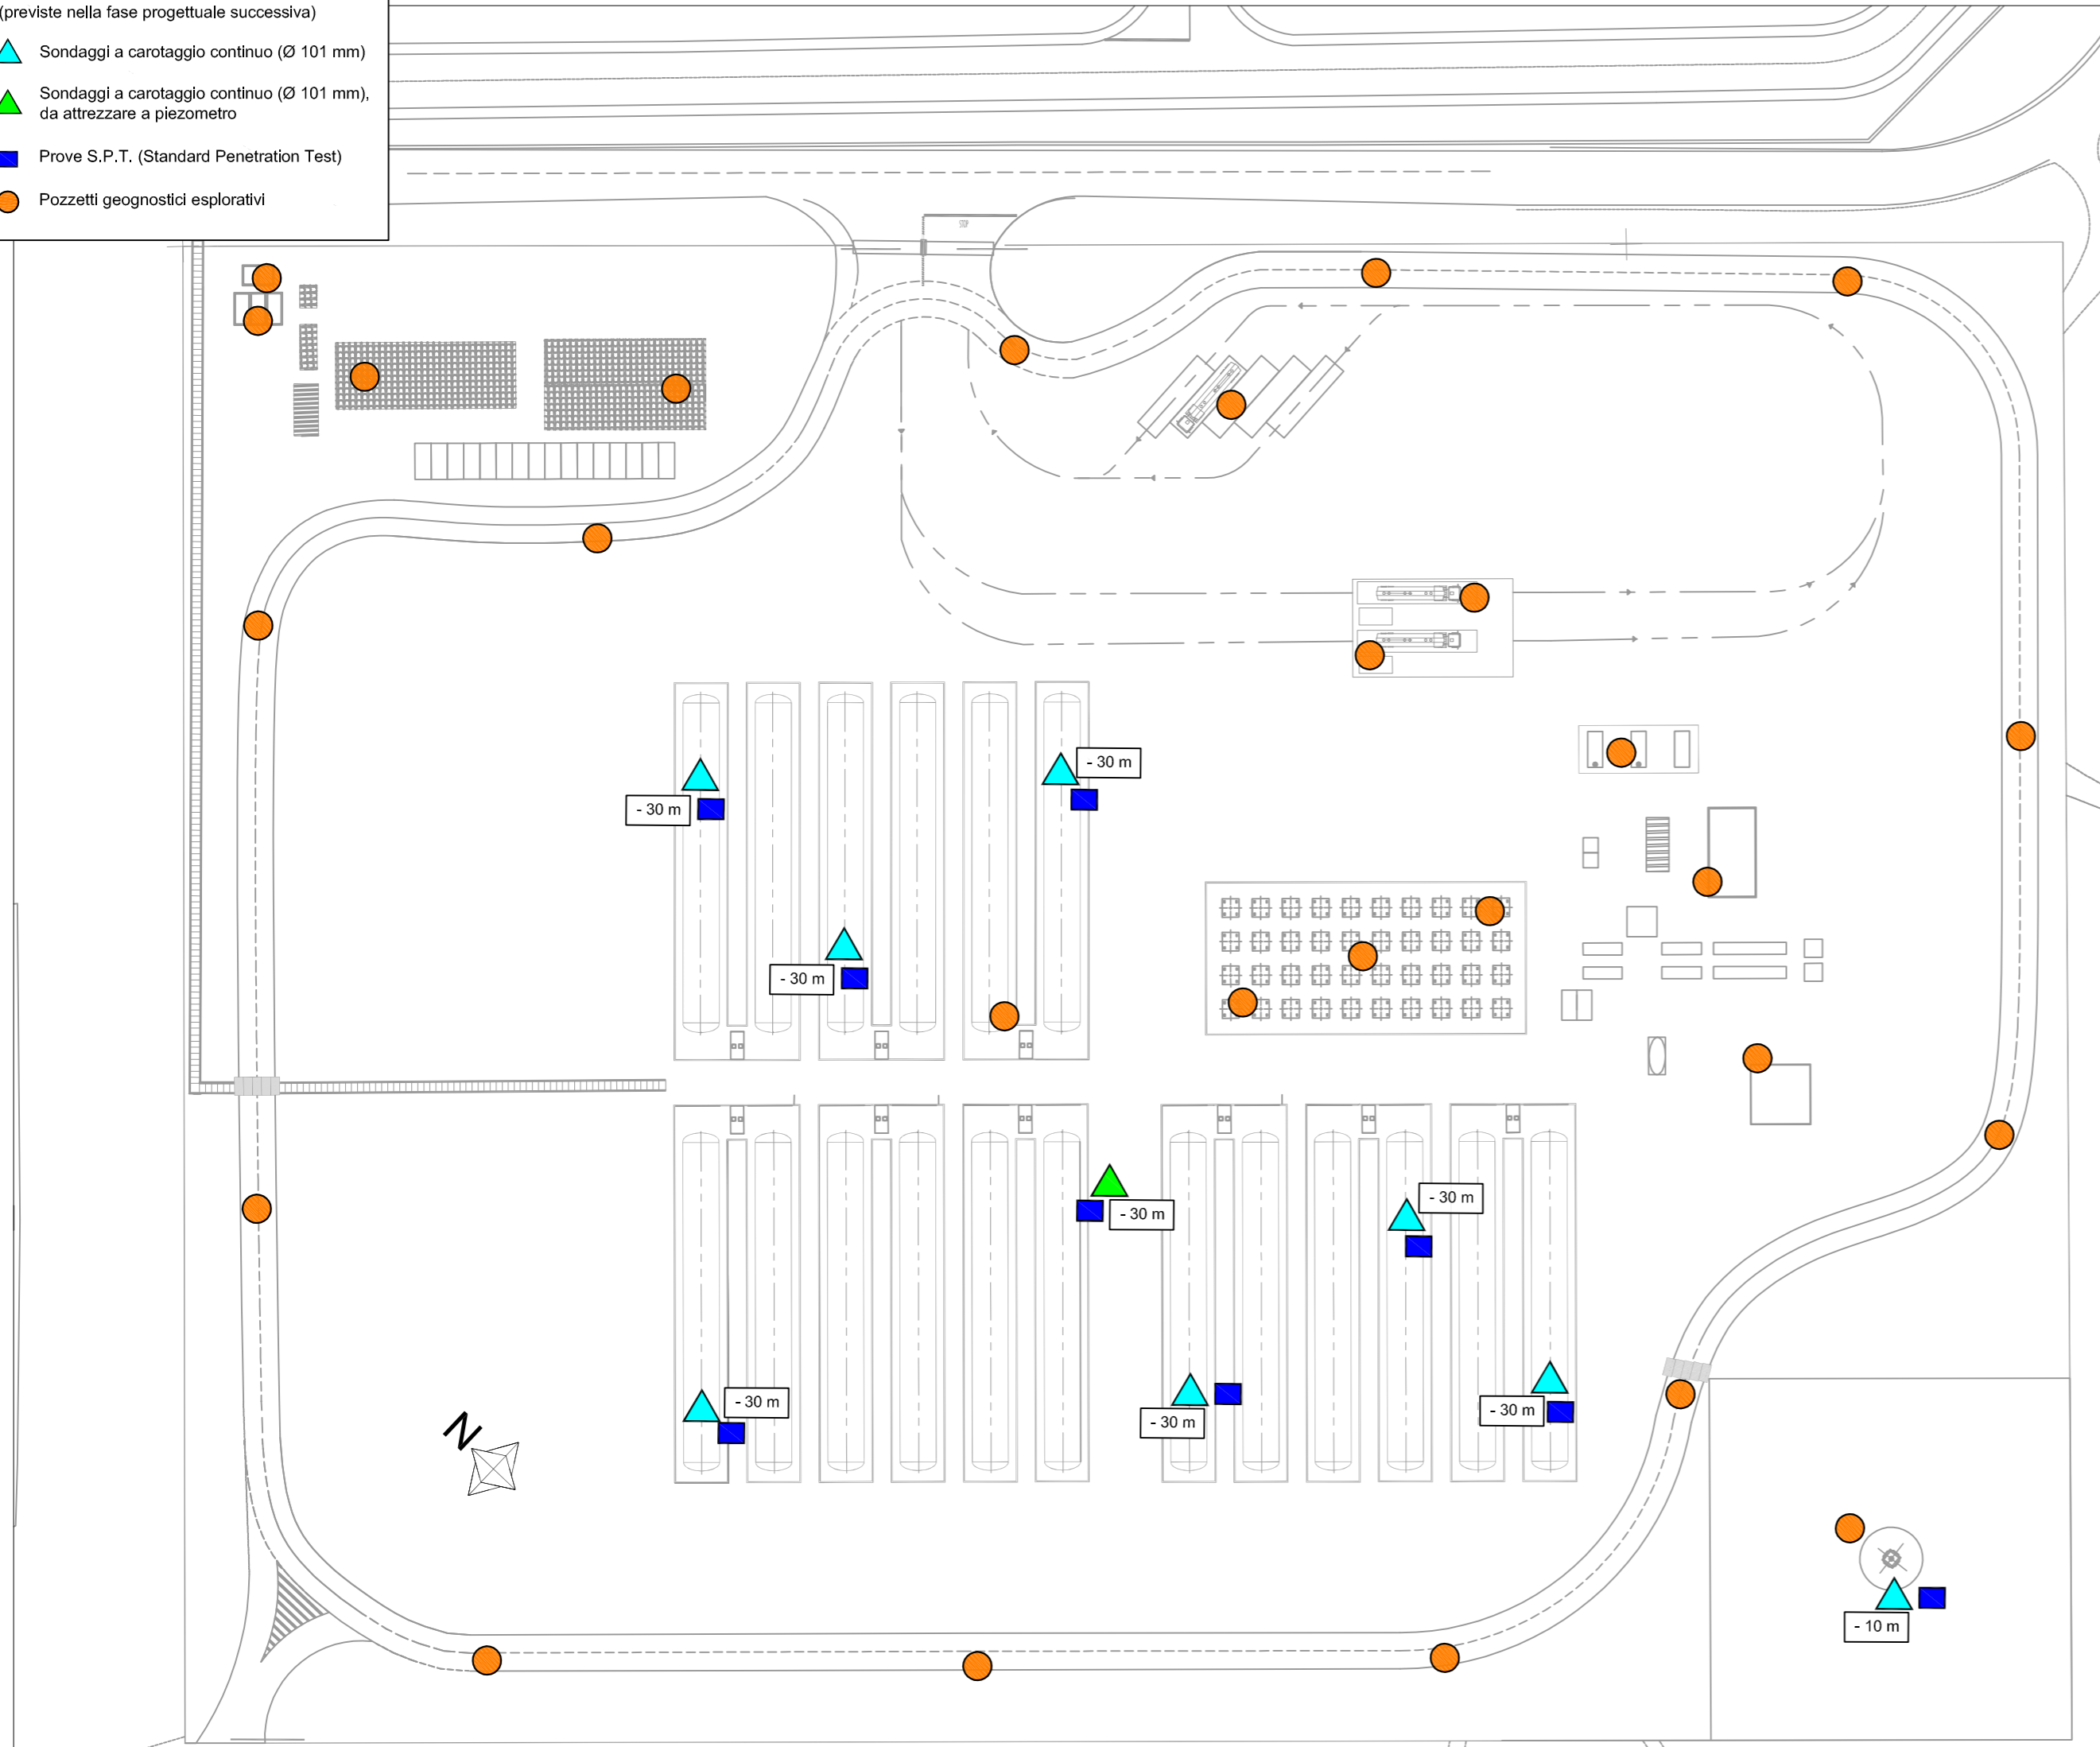 (previste nella fase progettuale successiva)
Sondaggi a carotaggio continuo (Ø 101 mm)
Sondaggi a carotaggio continuo (Ø 101 mm),
da attrezzare a piezometro
Prove S.P.T. (Standard Penetration Test)
Pozzetti geognostici esplorativi
STOP
- 30 m
- 30 m
- 30 m
- 30 m
- 30 m
- 30 m
- 30 m
- 30 m
N
- 10 m